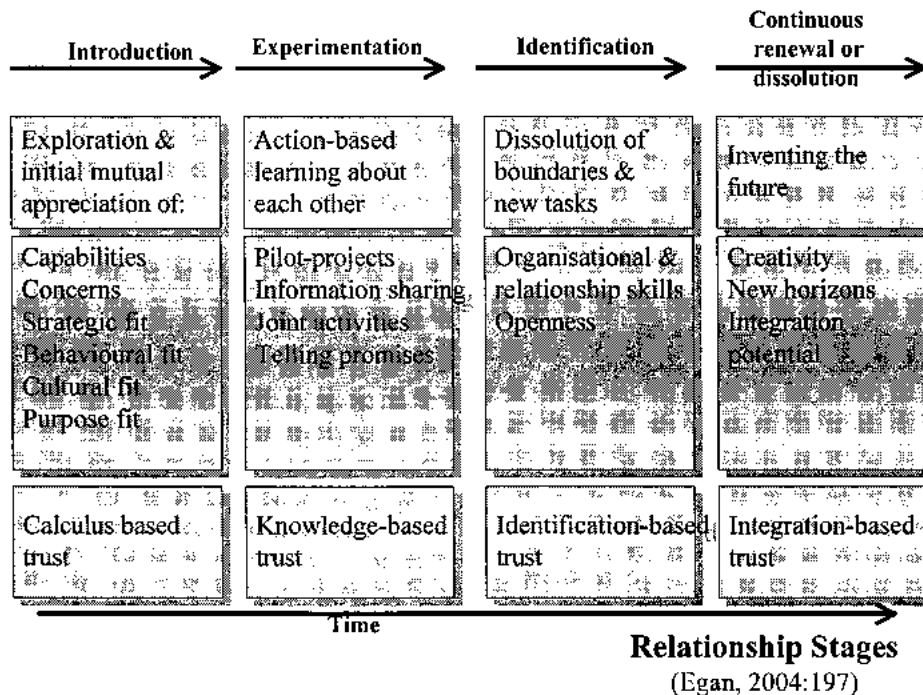 Introduction
Experimentation
Identification
Continuous
renewal or
dissolution
Exploration &
initial mutual
appreciation of:
Action-based
learning about
each other
Dissolution of
boundaries &
new tasks
Inventing the
future
Capabilities
Concerns
Strategic fit
Behavioural fit
Cultural fit
Purpose fit
Pilot-projects
Information sharing
Joint activities
Telling promises
Organisational &
relationship skills
Openness
Creativity
New horizons
Integration
potential
Calculus based
trust
Knowledge-based
trust
Identification-based
trust
Integration-based
trust
Time
Relationship Stages
(Egan, 2004:197)